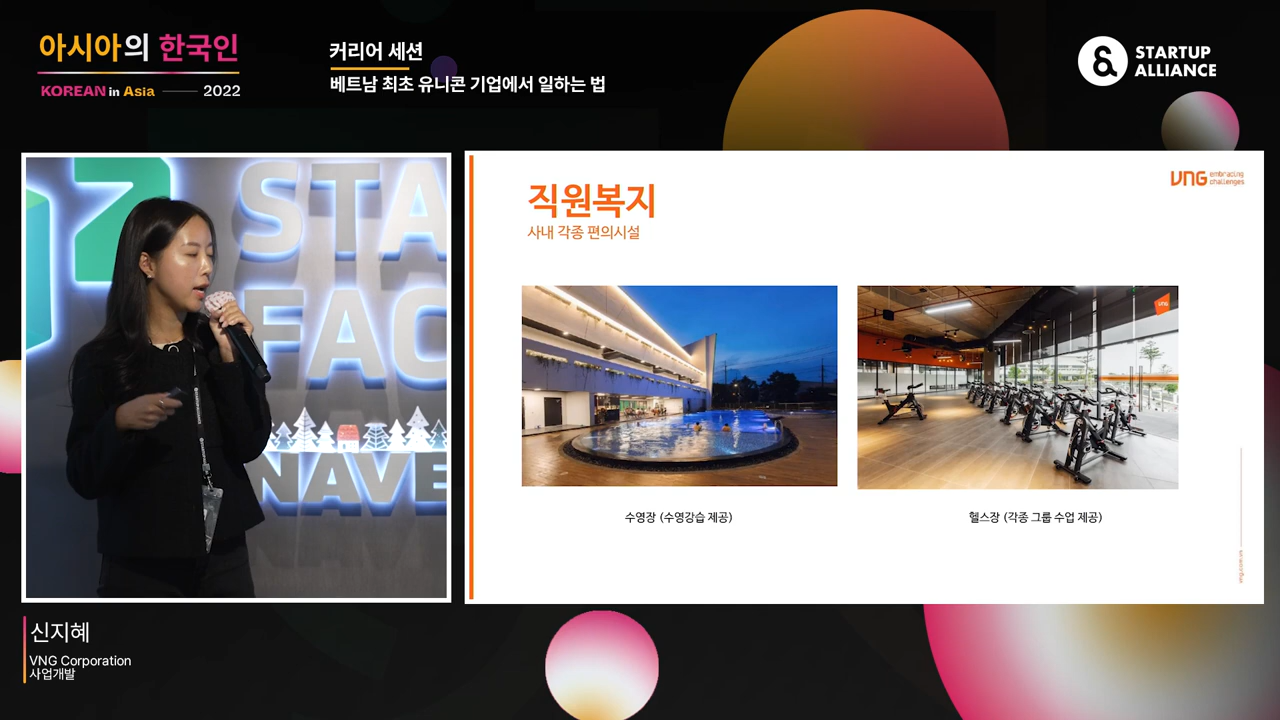 아시아의 한국인
KOREAN in Asia 2022
커리어 세션
베트남 최초 유니콘 기업에서 일하는 법
&
STARTUP
ALLIANCE
STA
FAC
NAVE
직원복지
사내 각종 편의시설
VNG embracing
challenges
VNG
수영장 (수영강습 제공)
헬스장 (각종 그룹 수업 제공)
신지혜
VNG Corporation
사업개발